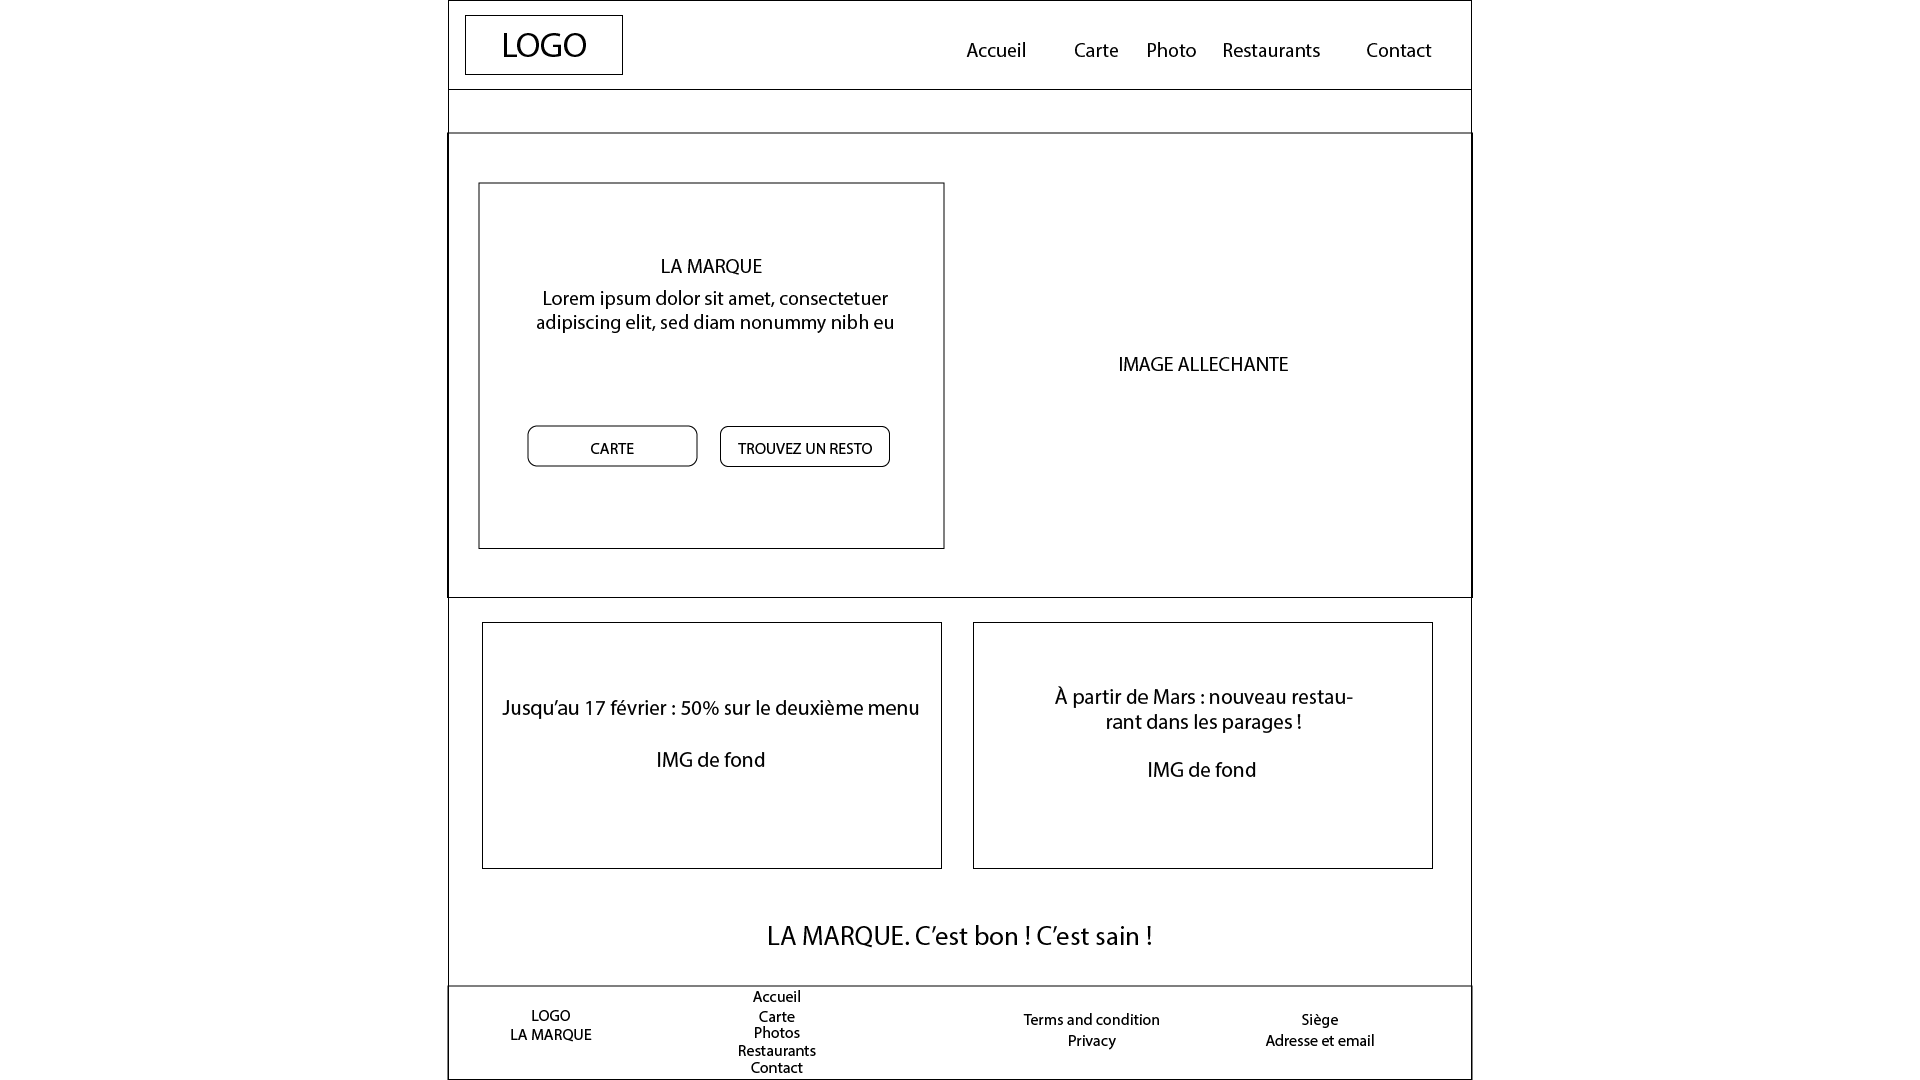 LOGO
Accueil
Carte
Photo
Restaurants
Contact
LA MARQUE
Lorem ipsum dolor sit amet, consectetuer
adipiscing elit, sed diam nonummy nibh eu
CARTE
TROUVEZ UN RESTO
IMAGE ALLECHANTE
Jusqu’au 17 février : 50% sur le deuxième menu
IMG de fond
À partir de Mars : nouveau restau-
rant dans les parages !
IMG de fond
LA MARQUE. C’est bon ! C’est sain !
LOGO
LA MARQUE
Accueil
Carte
Photos
Restaurants
Contact
Terms and condition
Privacy
Siège
Adresse et email